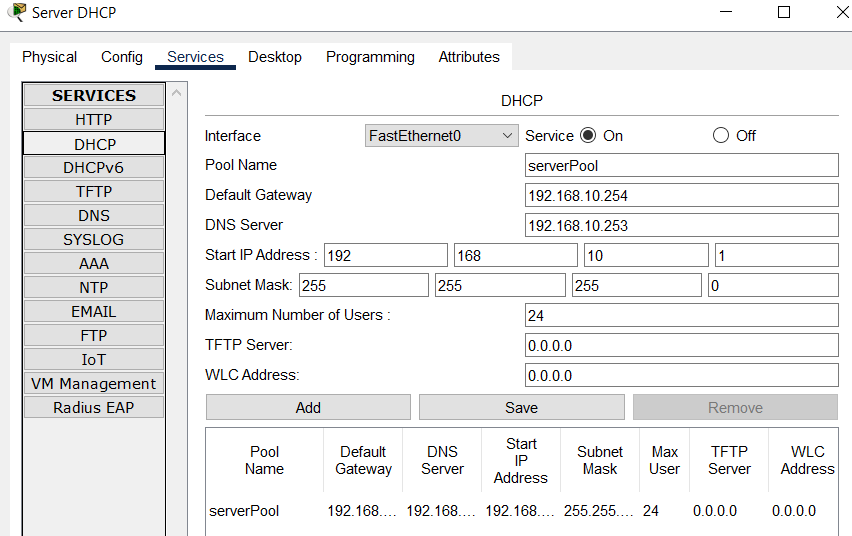 Server DHCP
Physical Config Services Desktop Programming Attributes
SERVICES
HTTP
DHCP
DHCPv6
TFTP
DNS
SYSLOG
AAA
NTP
EMAIL
FTP
IoT
VM Management
Radius EAP
DHCP
Interface FastEthernet0 Service On Off
Pool Name serverPool
Default Gateway 192.168.10.254
DNS Server 192.168.10.253
Start IP Address : 192 168 10 1
Subnet Mask: 255 255 255 0
Maximum Number of Users : 24
TFTP Server: 0.0.0.0
WLC Address: 0.0.0.0
Add Save Remove
Pool Name Default Gateway DNS Server Start IP Address Subnet Mask Max User TFTP Server WLC Address
serverPool 192.168.… 192.168.… 192.168.… 255.255.… 24 0.0.0.0 0.0.0.0